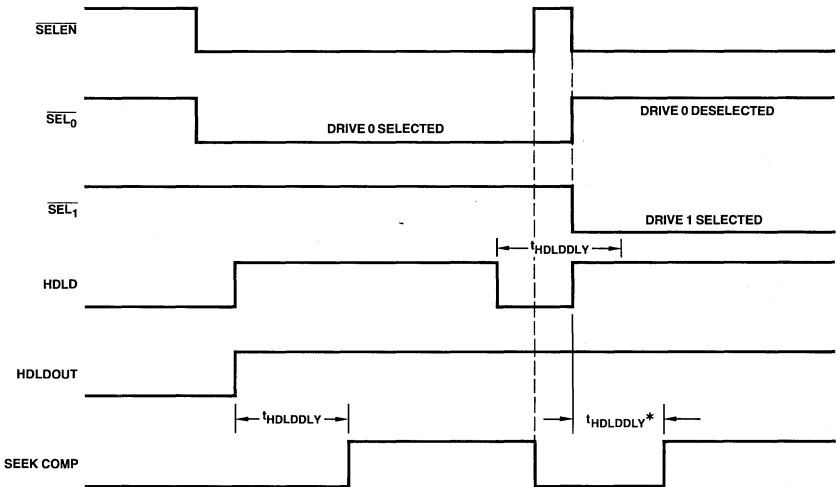 SELEN
SEL0
DRIVE 0 SELECTED
DRIVE 0 DESELECTED
SEL1
DRIVE 1 SELECTED
tHDLDDLY
HDLD
HDLDOUT
tHDLDDLY
tHDLDDLY*
SEEK COMP